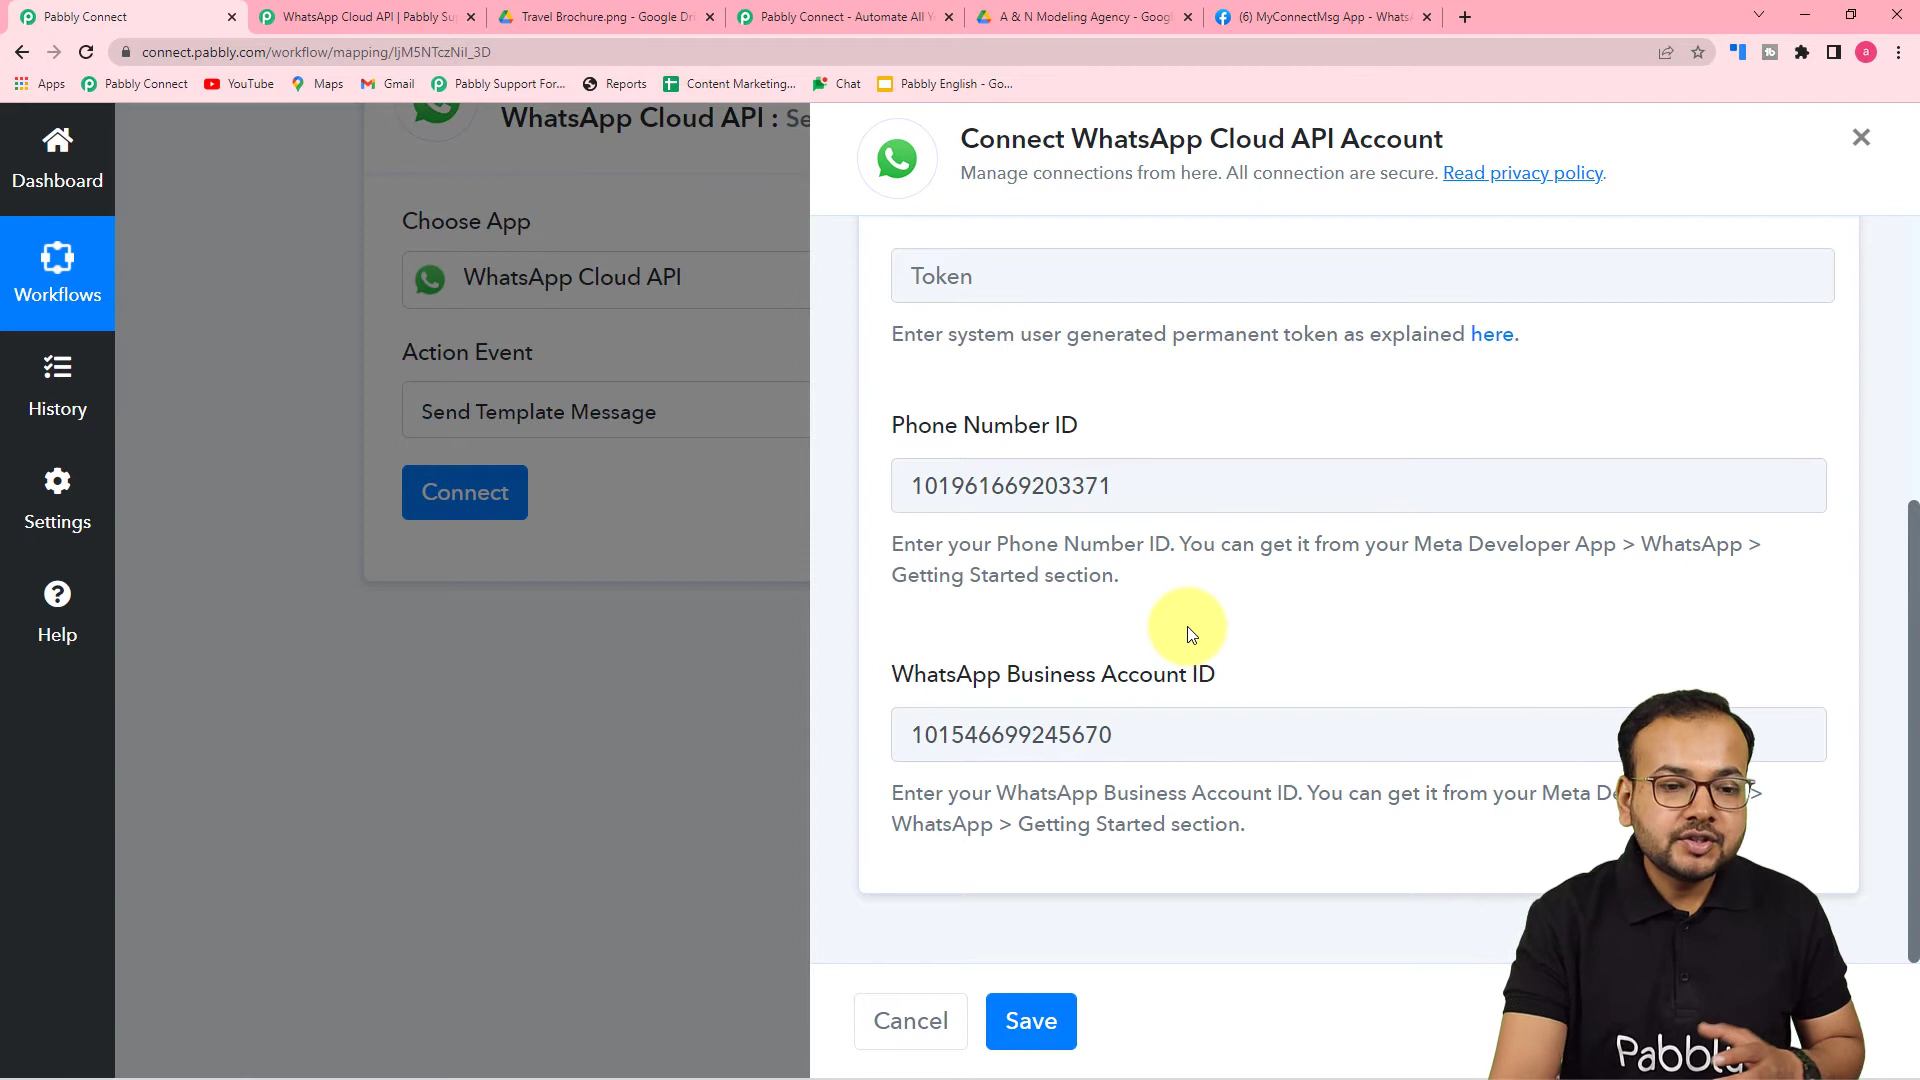 Pabbly Connect
WhatsApp Cloud API | Pabbly Su
Travel Brochure.png - Google Dri
Pabbly Connect - Automate All Y
A & N Modeling Agency - Googl
(6) MyConnectMsg App - WhatsA
connect.pabbly.com/workflow/mapping/IjM5NTczNiI_3D
a
Apps
Pabbly Connect
YouTube
Maps
Gmail
Pabbly Support For...
Reports
Content Marketing...
Chat
Pabbly English - Go...
Dashboard
Workflows
History
Settings
Help
WhatsApp Cloud API : Se
Choose App
WhatsApp Cloud API
Action Event
Send Template Message
Connect
Connect WhatsApp Cloud API Account
Manage connections from here. All connection are secure. Read privacy policy.
Token
Enter system user generated permanent token as explained here.
Phone Number ID
101961669203371
Enter your Phone Number ID. You can get it from your Meta Developer App > WhatsApp >
Getting Started section.
WhatsApp Business Account ID
101546699245670
Enter your WhatsApp Business Account ID. You can get it from your Meta De >
WhatsApp > Getting Started section.
Cancel
Save
Pabbly